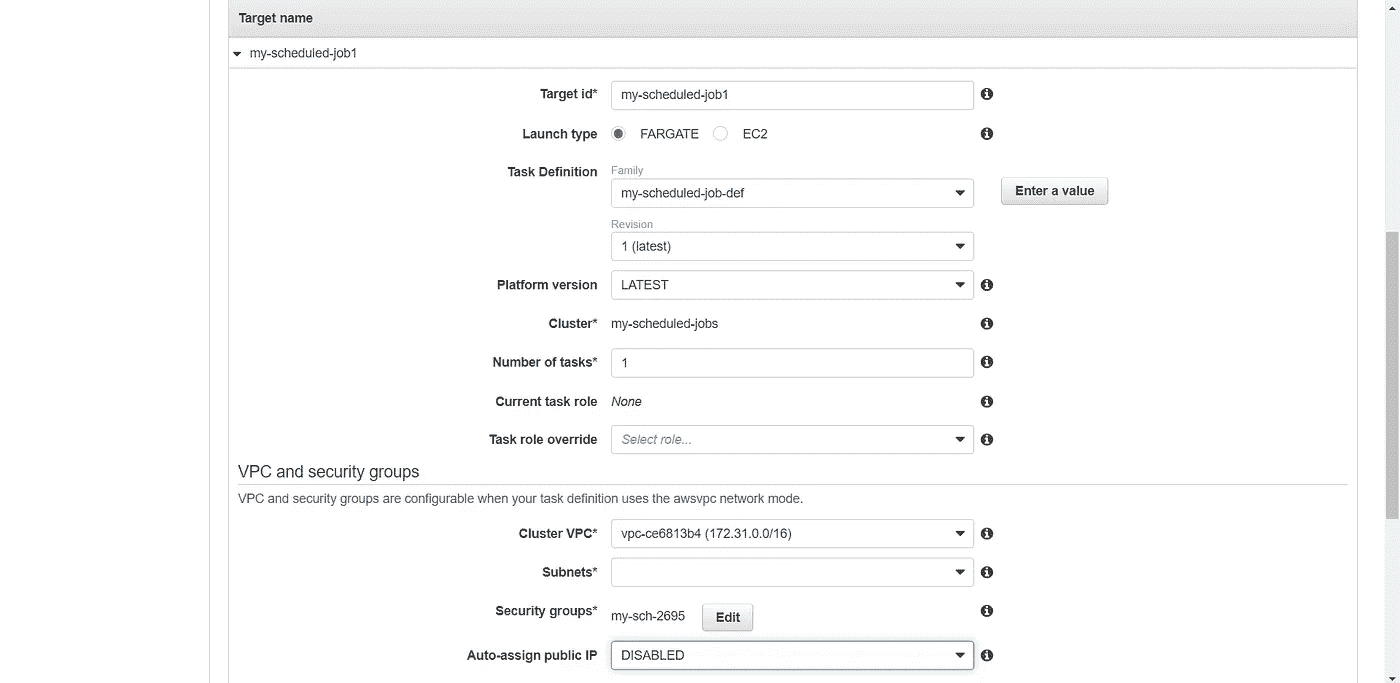 Target name
my-scheduled-job1
Target id* my-scheduled-job1
Launch type FARGATE EC2
Task Definition Family
my-scheduled-job-def Enter a value
Revision
1 (latest)
Platform version LATEST
Cluster* my-scheduled-jobs
Number of tasks* 1
Current task role None
Task role override Select role...
VPC and security groups
VPC and security groups are configurable when your task definition uses the awsvpc network mode.
Cluster VPC* vpc-ce6813b4 (172.31.0.0/16)
Subnets*
Security groups* my-sch-2695 Edit
Auto-assign public IP DISABLED